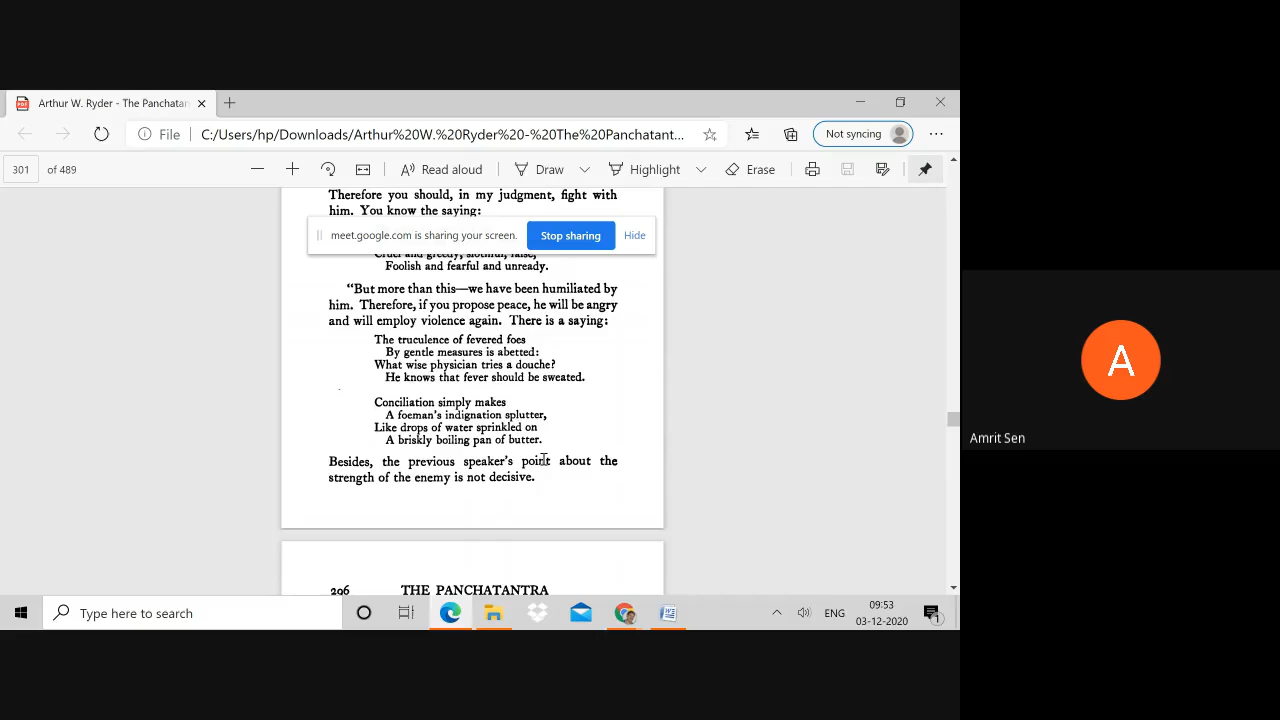 Arthur W. Ryder - The Panchatan
File
C:/Users/hp/Downloads/Arthur%20W.%20Ryder%20-%20The%20Panchatant...
Not syncing
301 of 489
Read aloud
Draw
Highlight
Erase
Therefore you should, in my judgment, fight with
him. You know the saying:
meet.google.com is sharing your screen.
Stop sharing
Hide
Cruel and greedy, slothful, false,
Foolish and fearful and unready.
"But more than this—we have been humiliated by
him. Therefore, if you propose peace, he will be angry
and will employ violence again. There is a saying:
The truculence of fevered foes
By gentle measures is abetted:
What wise physician tries a douche?
He knows that fever should be sweated.
Conciliation simply makes
A foeman's indignation splutter,
Like drops of water sprinkled on
A briskly boiling pan of butter.
Besides, the previous speaker's point about the
strength of the enemy is not decisive.
296 THE PANCHATANTRA
A
Amrit Sen
Type here to search
ENG
09:53
03-12-2020
1